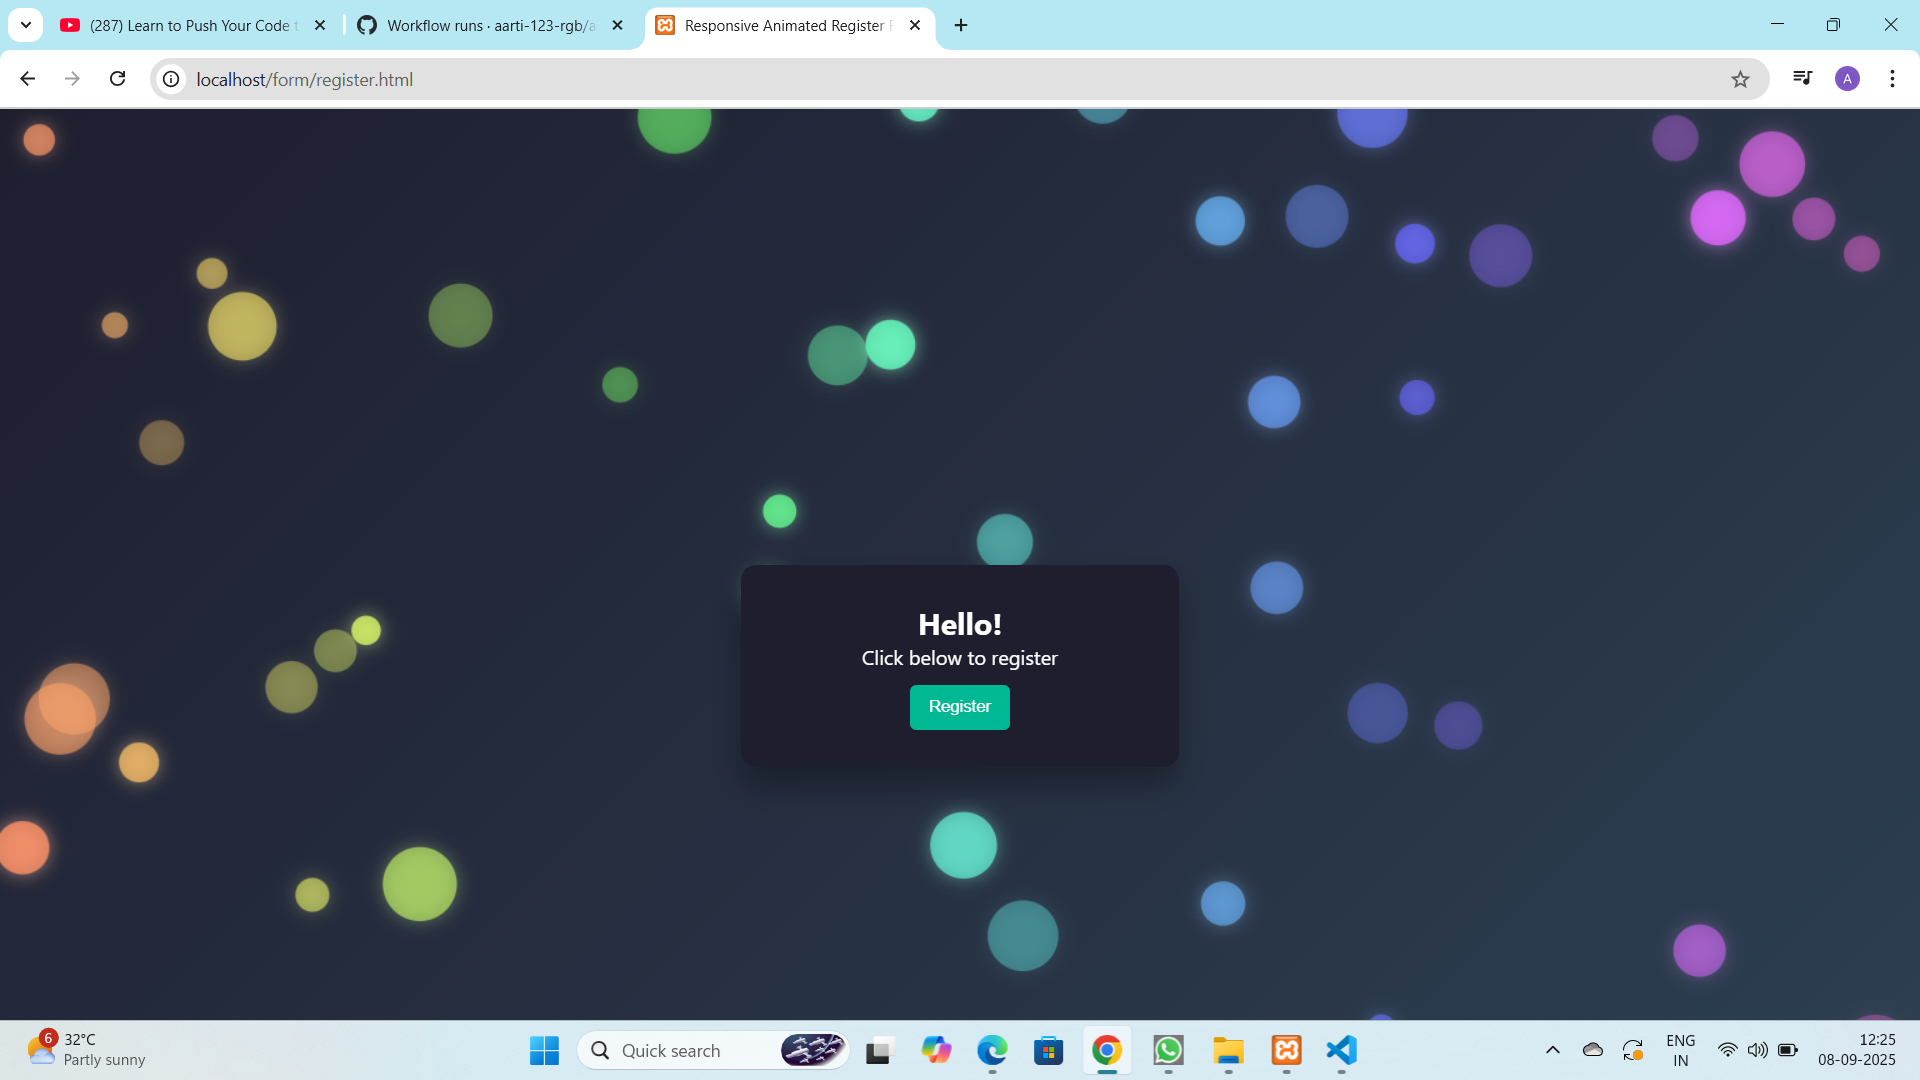 (287) Learn to Push Your Code t
Workflow runs · aarti-123-rgb/a
Responsive Animated Register F
localhost/form/register.html
A
Hello!
Click below to register
Register
6
32°C
Partly sunny
Quick search
ENG
IN
12:25
08-09-2025